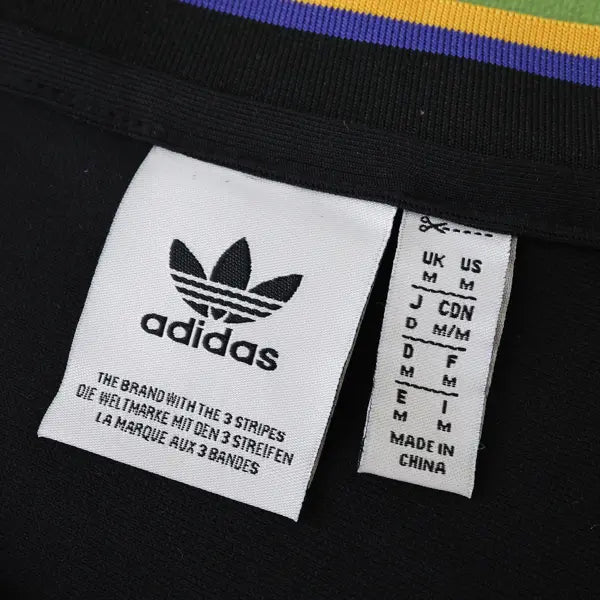 adidas
THE BRAND WITH THE 3 STRIPES
DIE WELTMARKE MIT DEN 3 STREIFEN
LA MARQUE AUX 3 BANDES
UK US
M M
J CDN
D M/M
D F
M M
E I
M M
MADE IN
CHINA